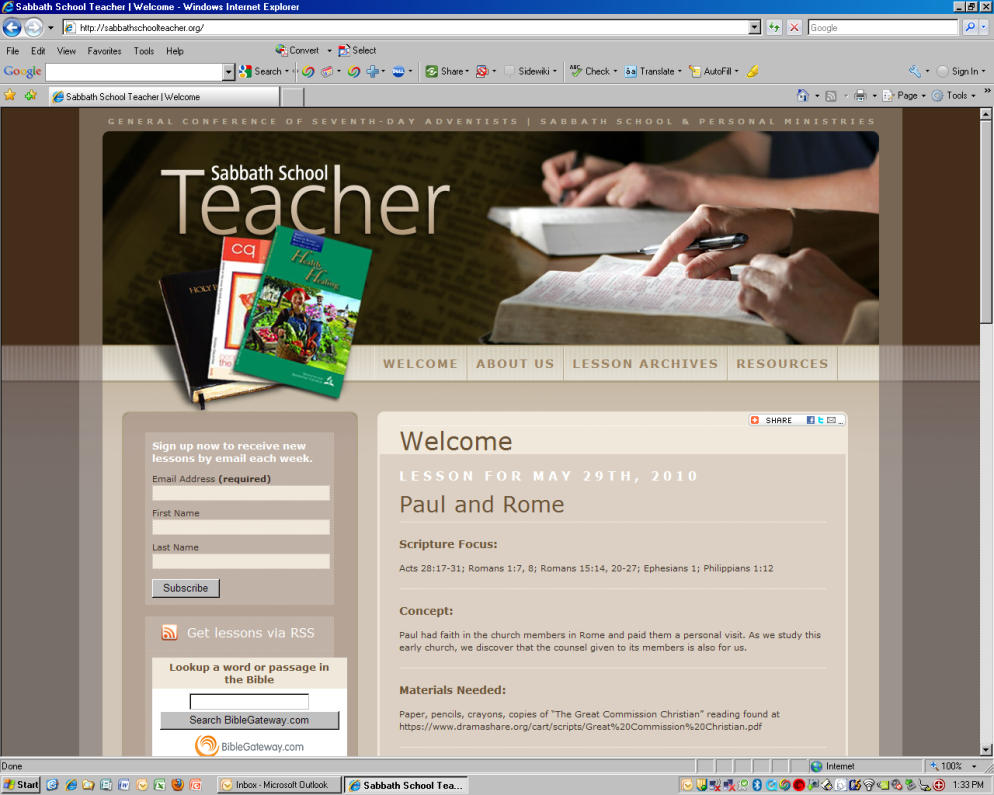 Sabbath School Teacher | Welcome - Windows Internet Explorer
http://sabbathschoolteacher.org/
Google
File Edit View Favorites Tools Help
Convert Select
Google
Search
Share
Sidewiki
Check
Translate
AutoFill
Sign In
Sabbath School Teacher | Welcome
Page
Tools
GENERAL CONFERENCE OF SEVENTH-DAY ADVENTISTS | SABBATH SCHOOL & PERSONAL MINISTRIES
Sabbath School
Teacher
cq
Health
Healing
WELCOME
ABOUT US
LESSON ARCHIVES
RESOURCES
Sign up now to receive new
lessons by email each week.
Email Address (required)
First Name
Last Name
Subscribe
Get lessons via RSS
Lookup a word or passage in
the Bible
Search BibleGateway.com
BibleGateway.com
SHARE
Welcome
LESSON FOR MAY 29TH, 2010
Paul and Rome
Scripture Focus:
Acts 28:17-31; Romans 1:7, 8; Romans 15:14, 20-27; Ephesians 1; Philippians 1:12
Concept:
Paul had faith in the church members in Rome and paid them a personal visit. As we study this
early church, we discover that the counsel given to its members is also for us.
Materials Needed:
Paper, pencils, crayons, copies of "The Great Commission Christian" reading found at
https://www.dramashare.org/cart/scripts/Great%20Commission%20Christian.pdf
Done
Internet
100%
Start
Inbox - Microsoft Outlook
Sabbath School Tea...
1:33 PM